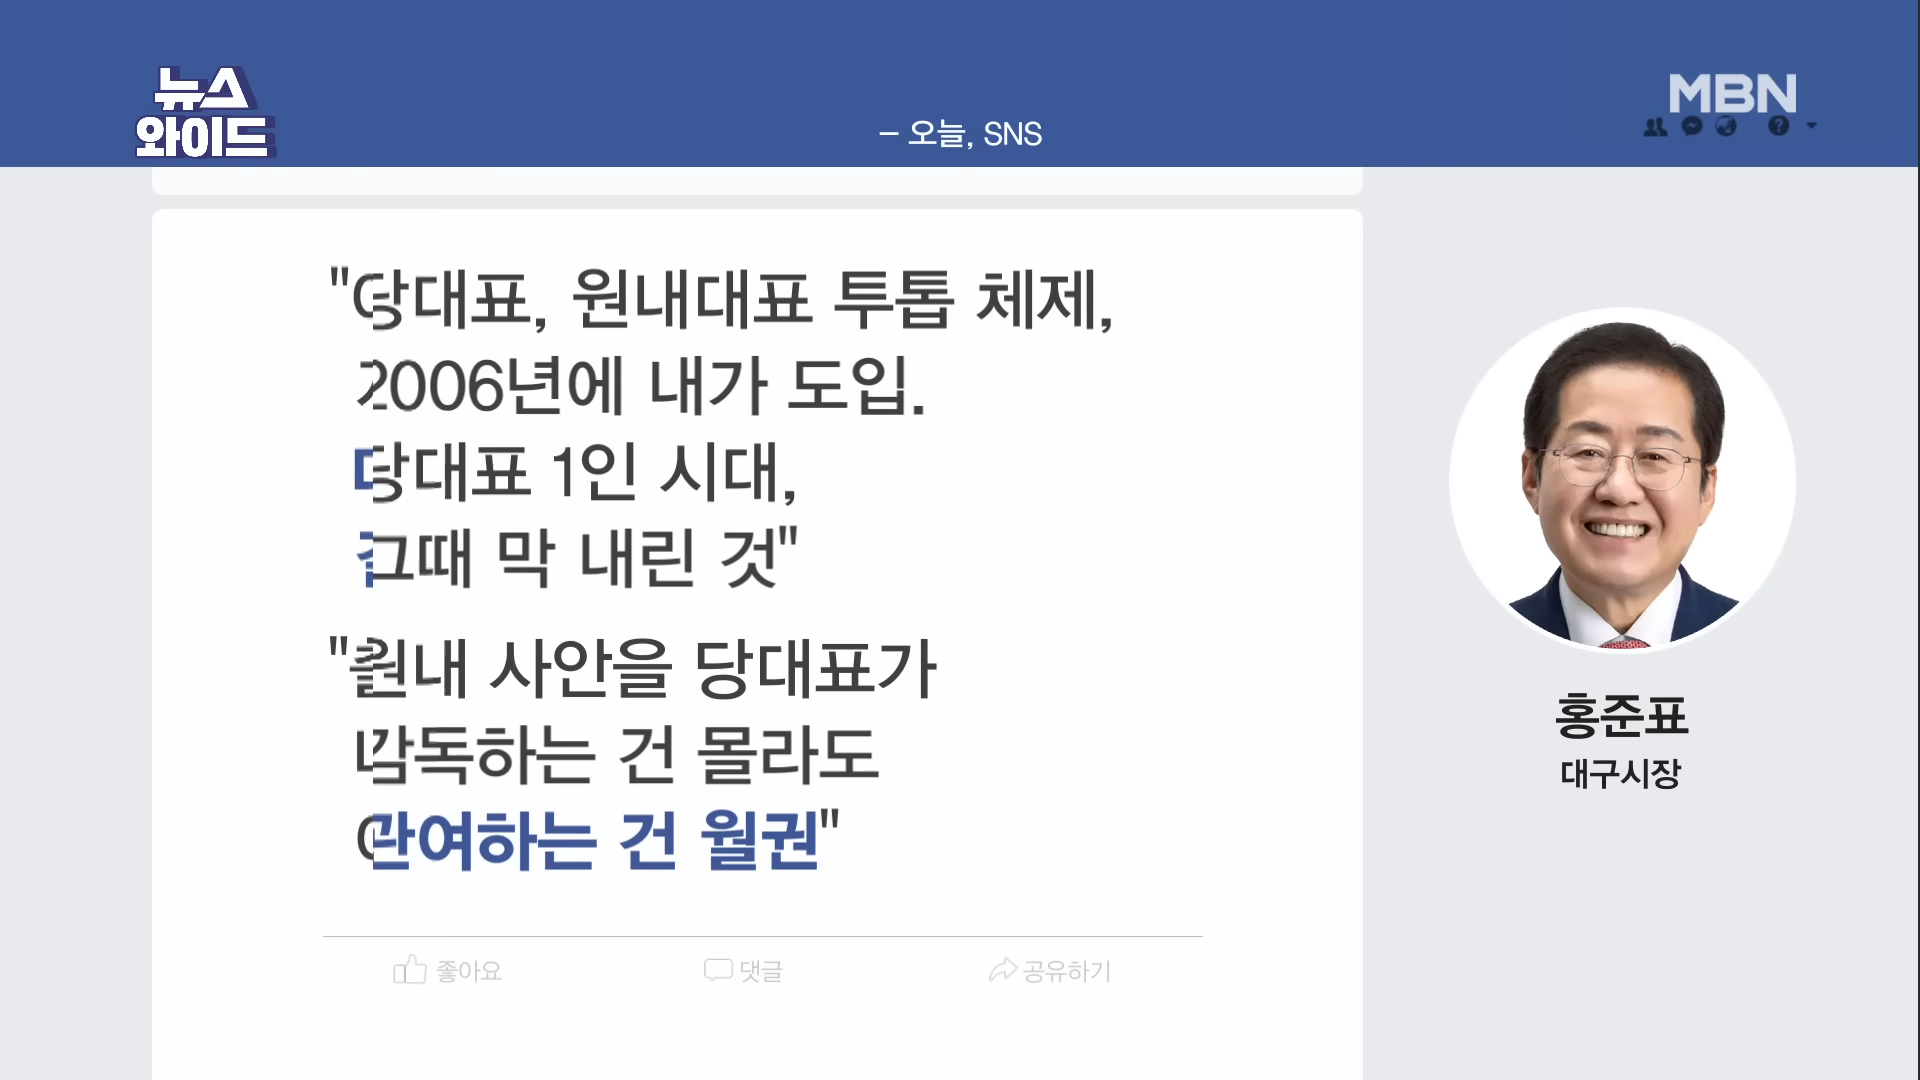 뉴스
와이드
– 오늘, SNS
MBN
"당대표, 원내대표 투톱 체제,
2006년에 내가 도입.
당대표 1인 시대,
그때 막 내린 것"
"원내 사안을 당대표가
감독하는 건 몰라도
관여하는 건 월권"
좋아요
댓글
공유하기
홍준표
대구시장